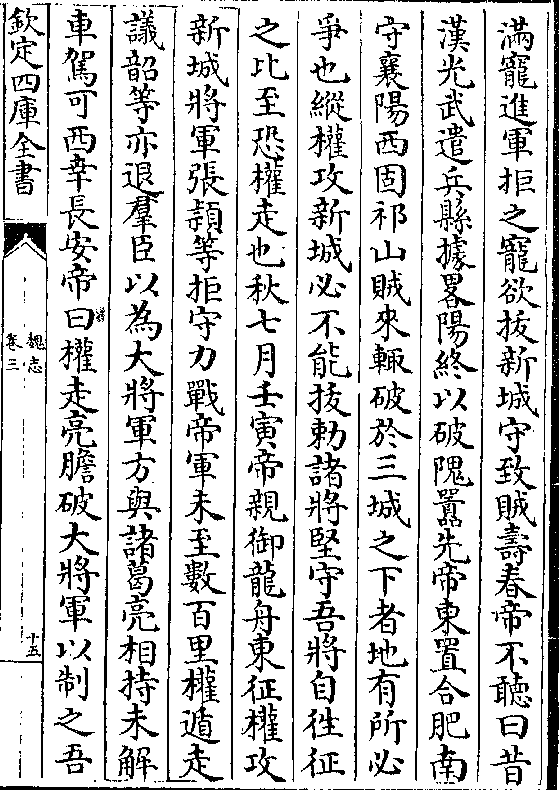 滿寵進軍拒之寵欲拔新城守致賊壽春帝不聽曰昔
漢光武遣兵縣據畧陽終以破隗囂先帝東置合肥南
守襄陽西固祁山賊來輒破於三城之下者地有所必
爭也縱權攻新城必不能拔勅諸將堅守吾將自徃征
之比至恐權走也秋七月壬寅帝親御龍舟東征權攻
新城將軍張頴等拒守力戰帝軍未至數百里權遁走
議韶等亦退羣臣以為大將軍方與諸葛亮相持未解
車駕可西幸長安帝曰權走亮膽破大將軍以制之吾
欽定四庫全書
魏志
卷三
十五